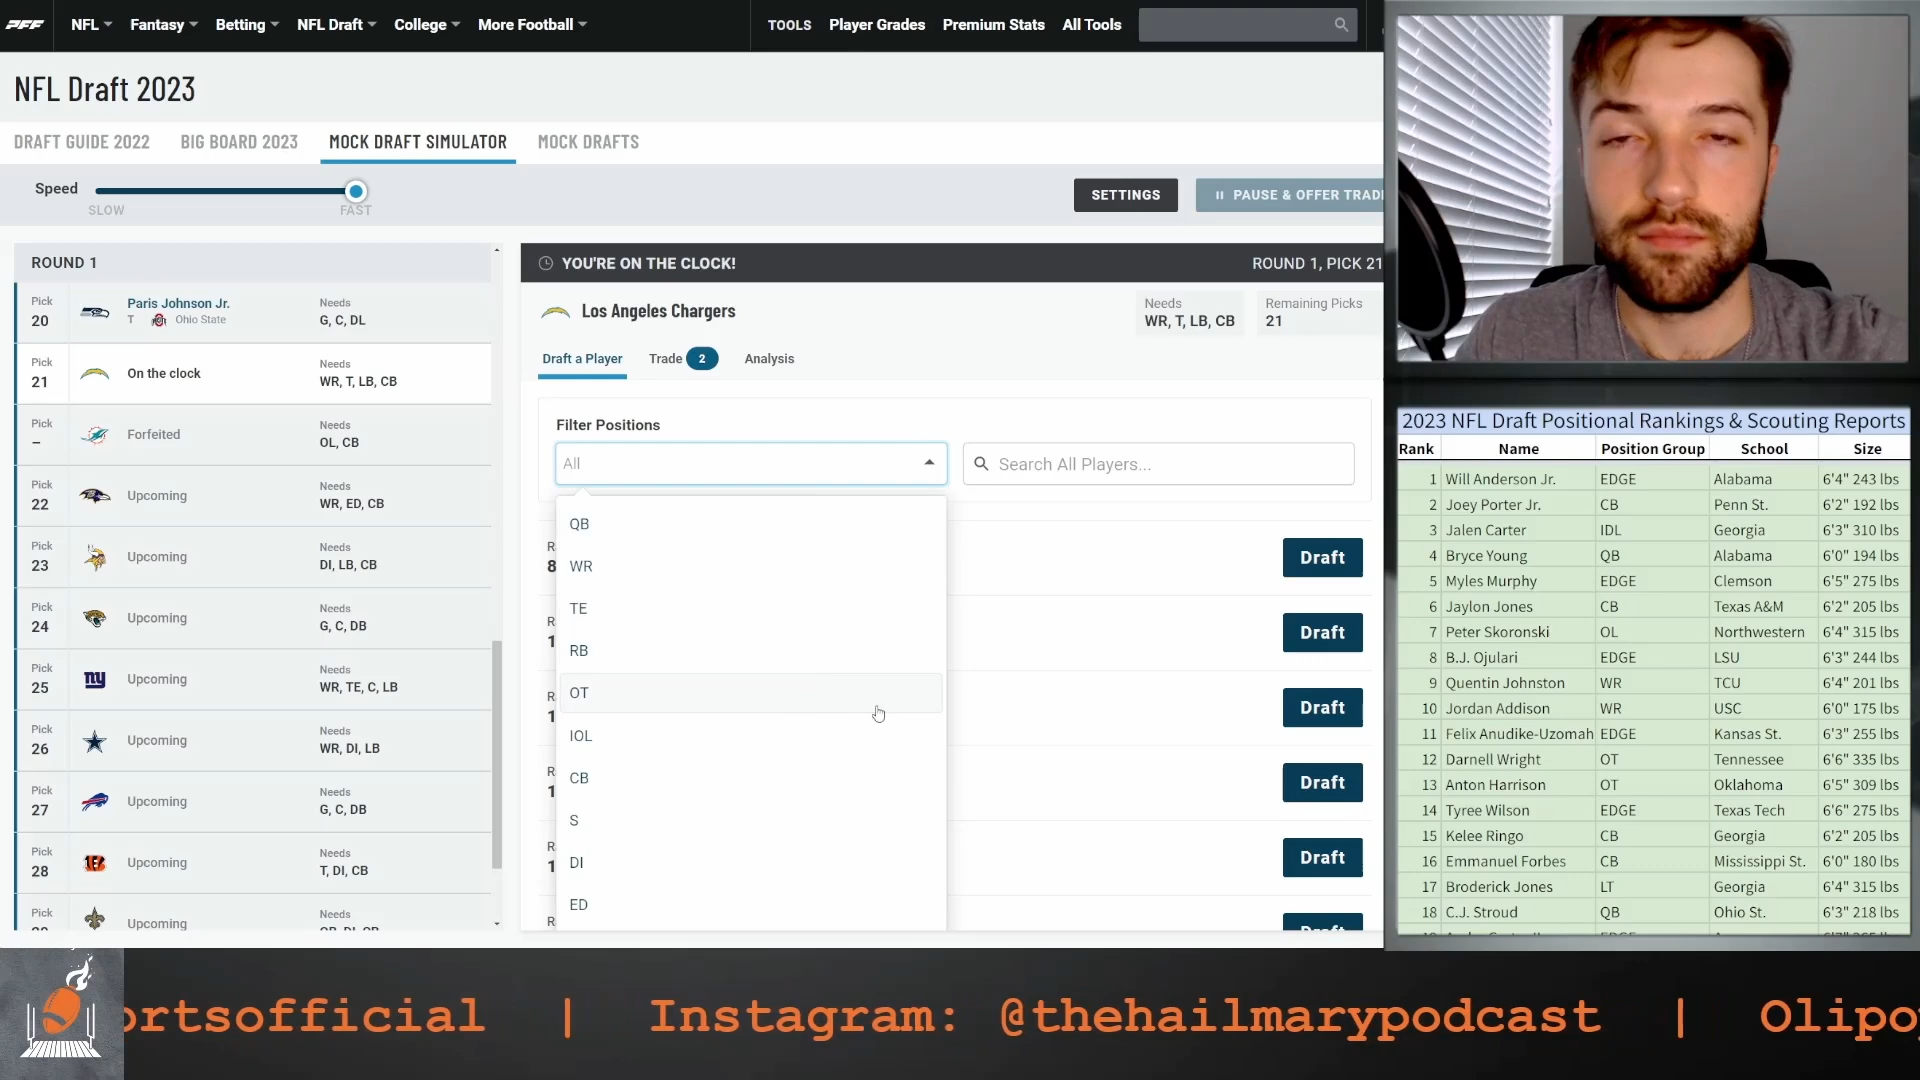 PFF NFL Fantasy Betting NFL Draft College More Football TOOLS Player Grades Premium Stats All Tools
NFL Draft 2023
DRAFT GUIDE 2022 BIG BOARD 2023 MOCK DRAFT SIMULATOR MOCK DRAFTS
Speed
SLOW FAST
SETTINGS
PAUSE & OFFER TRAD
ROUND 1
Pick 20 Paris Johnson Jr. T Ohio State Needs G, C, DL
Pick 21 On the clock Needs WR, T, LB, CB
Pick – Forfeited Needs OL, CB
Pick 22 Upcoming Needs WR, ED, CB
Pick 23 Upcoming Needs DI, LB, CB
Pick 24 Upcoming Needs G, C, DB
Pick 25 ny Upcoming Needs WR, TE, C, LB
Pick 26 Upcoming Needs WR, DI, LB
Pick 27 Upcoming Needs G, C, DB
Pick 28 Upcoming Needs T, DI, CB
Pick Upcoming Needs
YOU'RE ON THE CLOCK!
ROUND 1, PICK 21
Los Angeles Chargers
Needs
WR, T, LB, CB
Remaining Picks
21
Draft a Player Trade 2 Analysis
Filter Positions
All
Search All Players...
QB
WR
TE
RB
OT
IOL
CB
S
DI
ED
Draft
Draft
Draft
Draft
Draft
Draft
2023 NFL Draft Positional Rankings & Scouting Reports
Rank Name Position Group School Size
1 Will Anderson Jr. EDGE Alabama 6'4" 243 lbs
2 Joey Porter Jr. CB Penn St. 6'2" 192 lbs
3 Jalen Carter IDL Georgia 6'3" 310 lbs
4 Bryce Young QB Alabama 6'0" 194 lbs
5 Myles Murphy EDGE Clemson 6'5" 275 lbs
6 Jaylon Jones CB Texas A&M 6'2" 205 lbs
7 Peter Skoronski OL Northwestern 6'4" 315 lbs
8 B.J. Ojulari EDGE LSU 6'3" 244 lbs
9 Quentin Johnston WR TCU 6'4" 201 lbs
10 Jordan Addison WR USC 6'0" 175 lbs
11 Felix Anudike-Uzomah EDGE Kansas St. 6'3" 255 lbs
12 Darnell Wright OT Tennessee 6'6" 335 lbs
13 Anton Harrison OT Oklahoma 6'5" 309 lbs
14 Tyree Wilson EDGE Texas Tech 6'6" 275 lbs
15 Kelee Ringo CB Georgia 6'2" 205 lbs
16 Emmanuel Forbes CB Mississippi St. 6'0" 180 lbs
17 Broderick Jones LT Georgia 6'4" 315 lbs
18 C.J. Stroud QB Ohio St. 6'3" 218 lbs
ortsofficial | Instagram: @thehailmarypodcast | Olipo